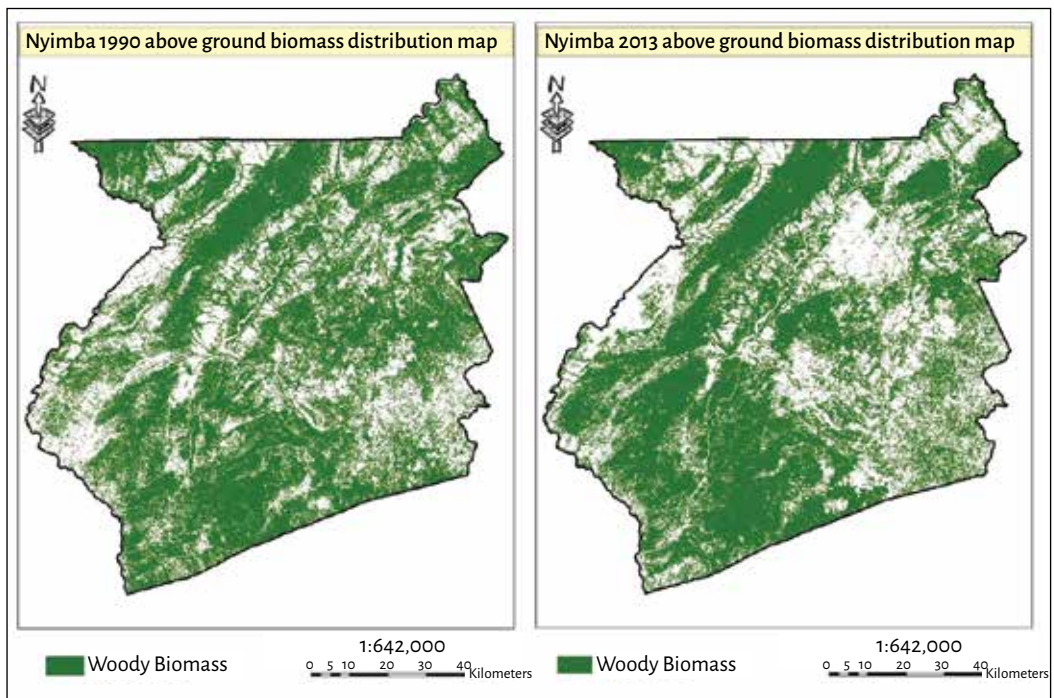 Nyimba 1990 above ground biomass distribution map
N
Woody Biomass
1:642,000
0 5 10 20 30 40 Kilometers
Nyimba 2013 above ground biomass distribution map
N
Woody Biomass
1:642,000
0 5 10 20 30 40 Kilometers